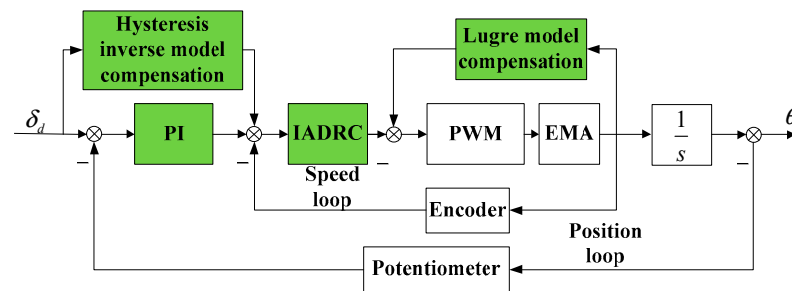 Hysteresis
inverse model
compensation
Lugre model
compensation
δd
PI
IADRC
PWM
EMA
1
s
θ
−
−
−
−
Speed
loop
Encoder
Position
loop
Potentiometer